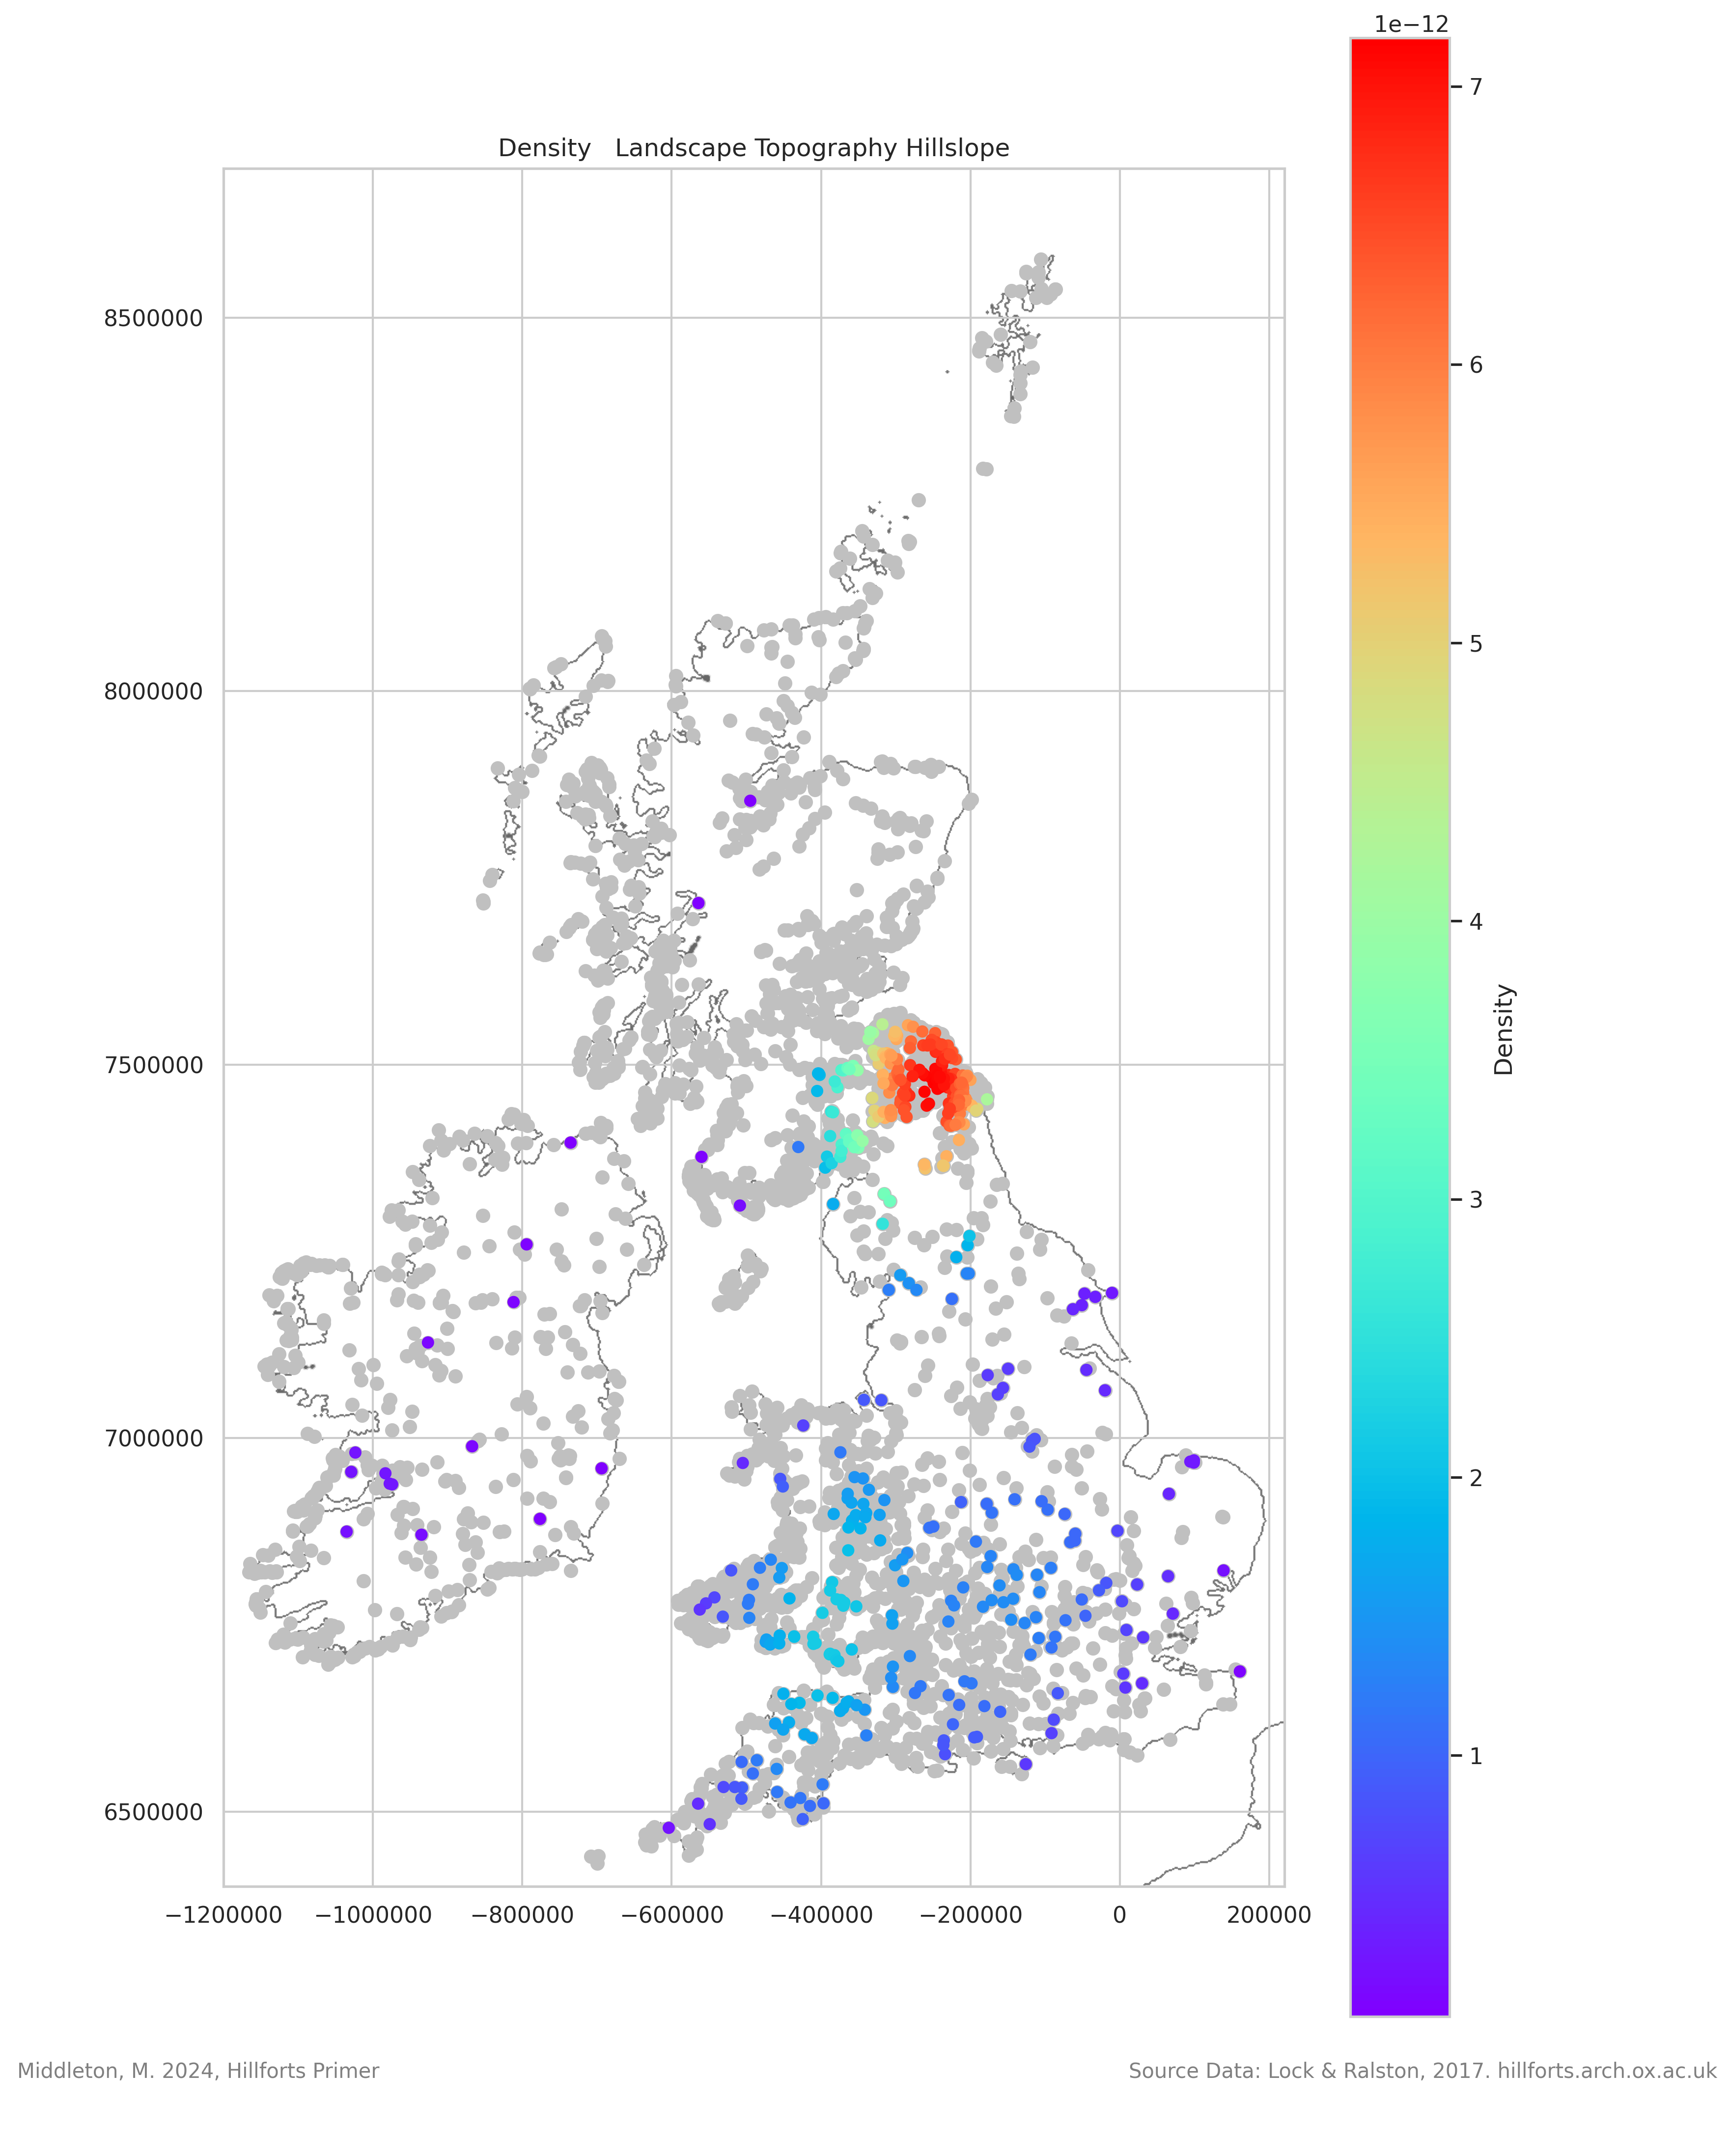 1e−12
Density   Landscape Topography Hillslope
7
6
5
4
3
2
1
Density
8500000
8000000
7500000
7000000
6500000
−1200000 −1000000 −800000 −600000 −400000 −200000 0 200000
Middleton, M. 2024, Hillforts Primer
Source Data: Lock & Ralston, 2017. hillforts.arch.ox.ac.uk